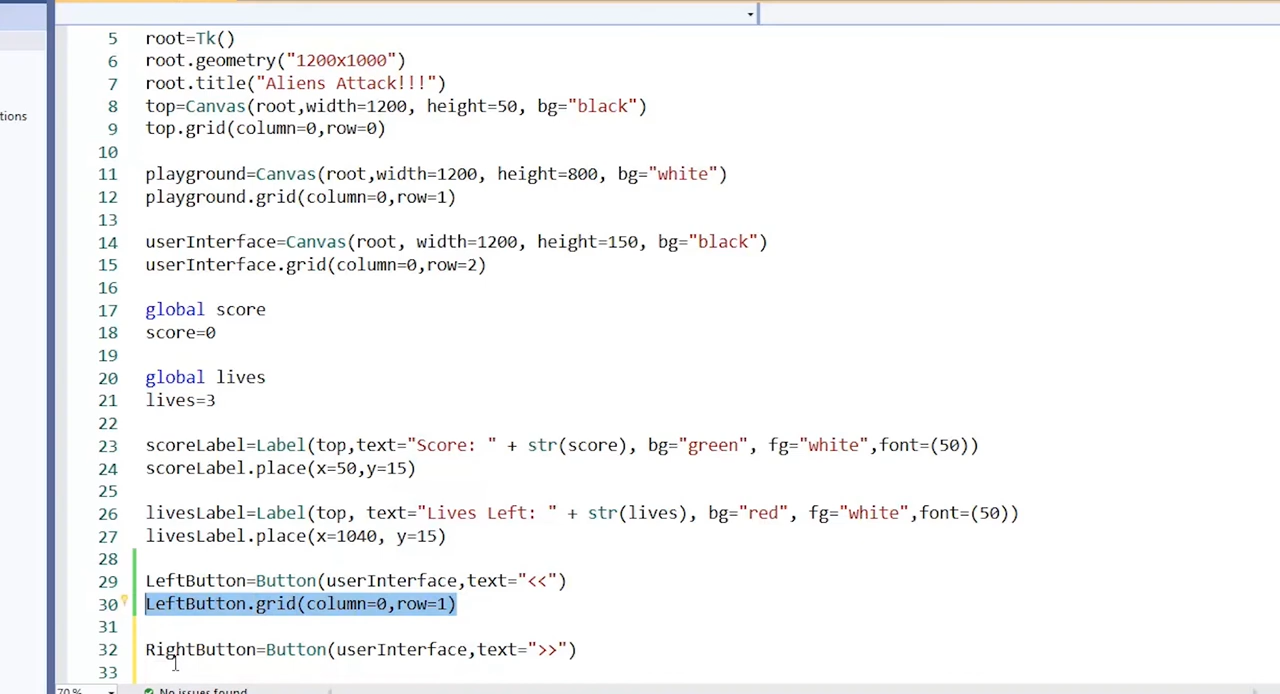 5 root=Tk()
6 root.geometry("1200x1000")
7 root.title("Aliens Attack!!!")
8 top=Canvas(root,width=1200, height=50, bg="black")
tions
9 top.grid(column=0,row=0)
10
11 playground=Canvas(root,width=1200, height=800, bg="white")
12 playground.grid(column=0,row=1)
13
14 userInterface=Canvas(root, width=1200, height=150, bg="black")
15 userInterface.grid(column=0,row=2)
16
17 global score
18 score=0
19
20 global lives
21 lives=3
22
23 scoreLabel=Label(top,text="Score: " + str(score), bg="green", fg="white",font=(50))
24 scoreLabel.place(x=50,y=15)
25
26 livesLabel=Label(top, text="Lives Left: " + str(lives), bg="red", fg="white",font=(50))
27 livesLabel.place(x=1040, y=15)
28
29 LeftButton=Button(userInterface,text="<<")
30 LeftButton.grid(column=0,row=1)
31
32 RightButton=Button(userInterface,text=">>")
33
70 % No issues found